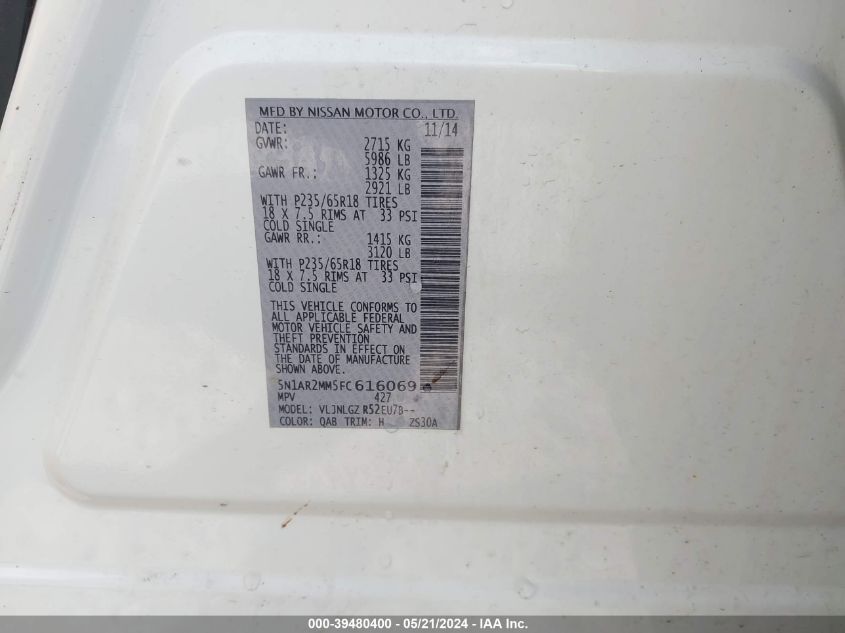 MFD BY NISSAN MOTOR CO., LTD.
DATE: 11/14
GVWR: 2715 KG
5986 LB
GAWR FR.: 1325 KG
2921 LB
WITH P235/65R18 TIRES
18 X 7.5 RIMS AT 33 PSI
COLD SINGLE
GAWR RR.: 1415 KG
3120 LB
WITH P235/65R18 TIRES
18 X 7.5 RIMS AT 33 PSI
COLD SINGLE
THIS VEHICLE CONFORMS TO
ALL APPLICABLE FEDERAL
MOTOR VEHICLE SAFETY AND
THEFT PREVENTION
STANDARDS IN EFFECT ON
THE DATE OF MANUFACTURE
SHOWN ABOVE.
5N1AR2MM5FC616069
MPV 427
MODEL: VLJNLGZ R52EU7B--
COLOR: QAB TRIM: H ZS30A
000-39480400 - 05/21/2024 - IAA Inc.